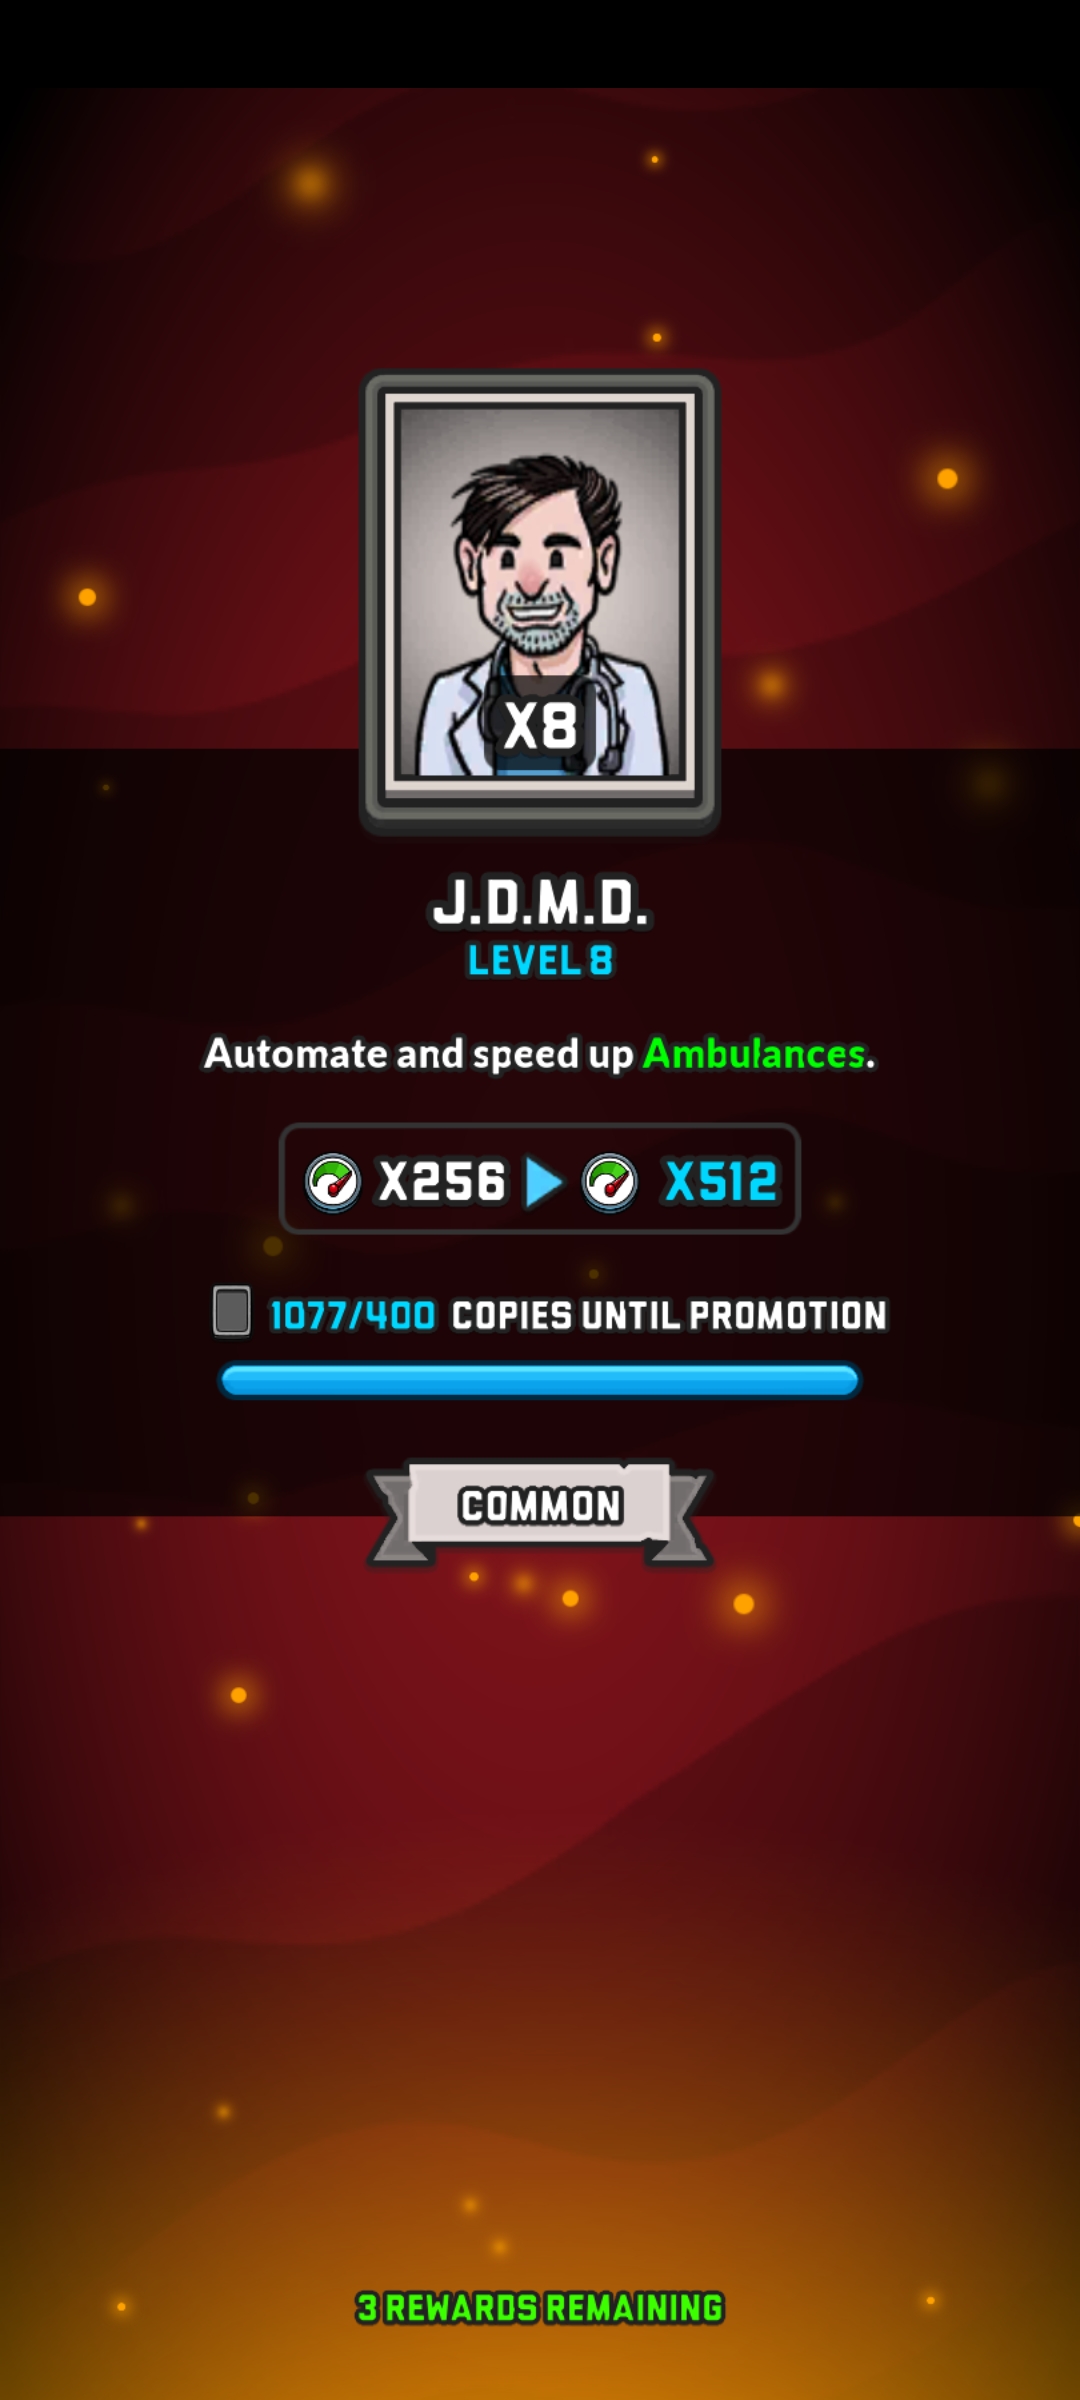 X8
J.D.M.D.
LEVEL 8
Automate and speed up Ambulances.
X256 X512
1077/400 COPIES UNTIL PROMOTION
COMMON
3 REWARDS REMAINING